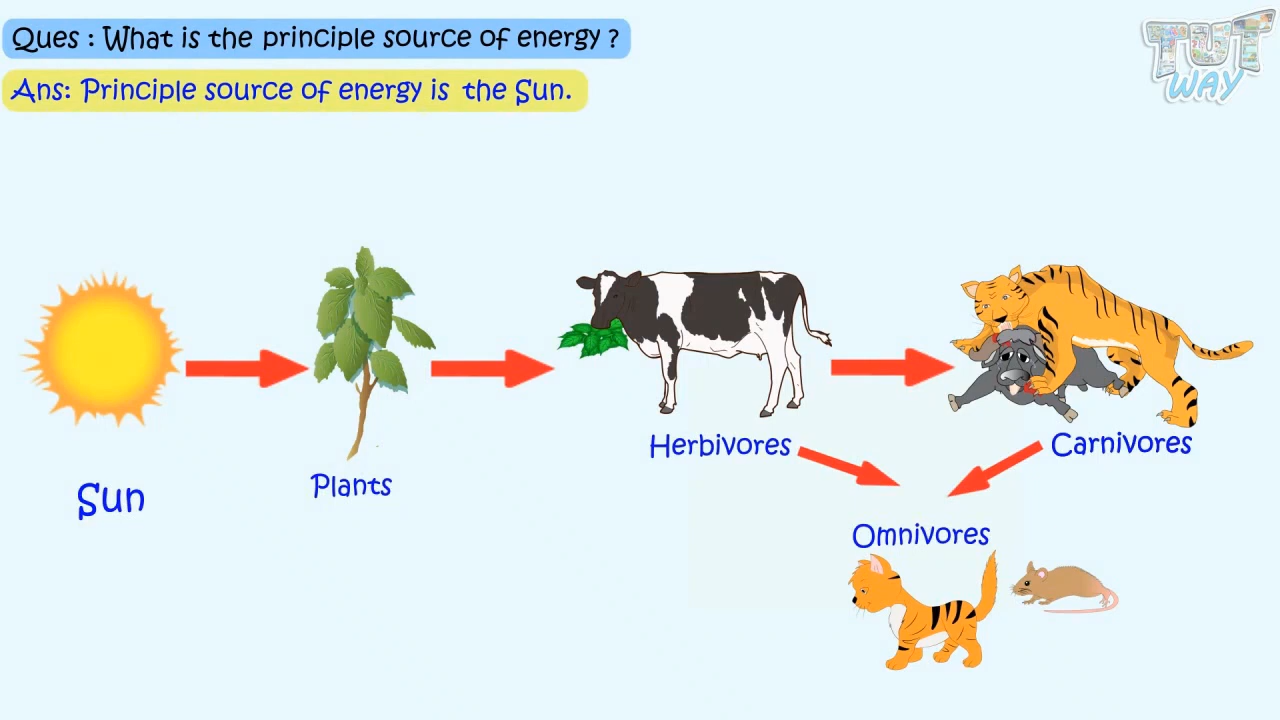 Ques : What is the principle source of energy ?
TUT
WAY
Ans: Principle source of energy is the Sun.
Herbivores
Carnivores
Sun
Plants
Omnivores